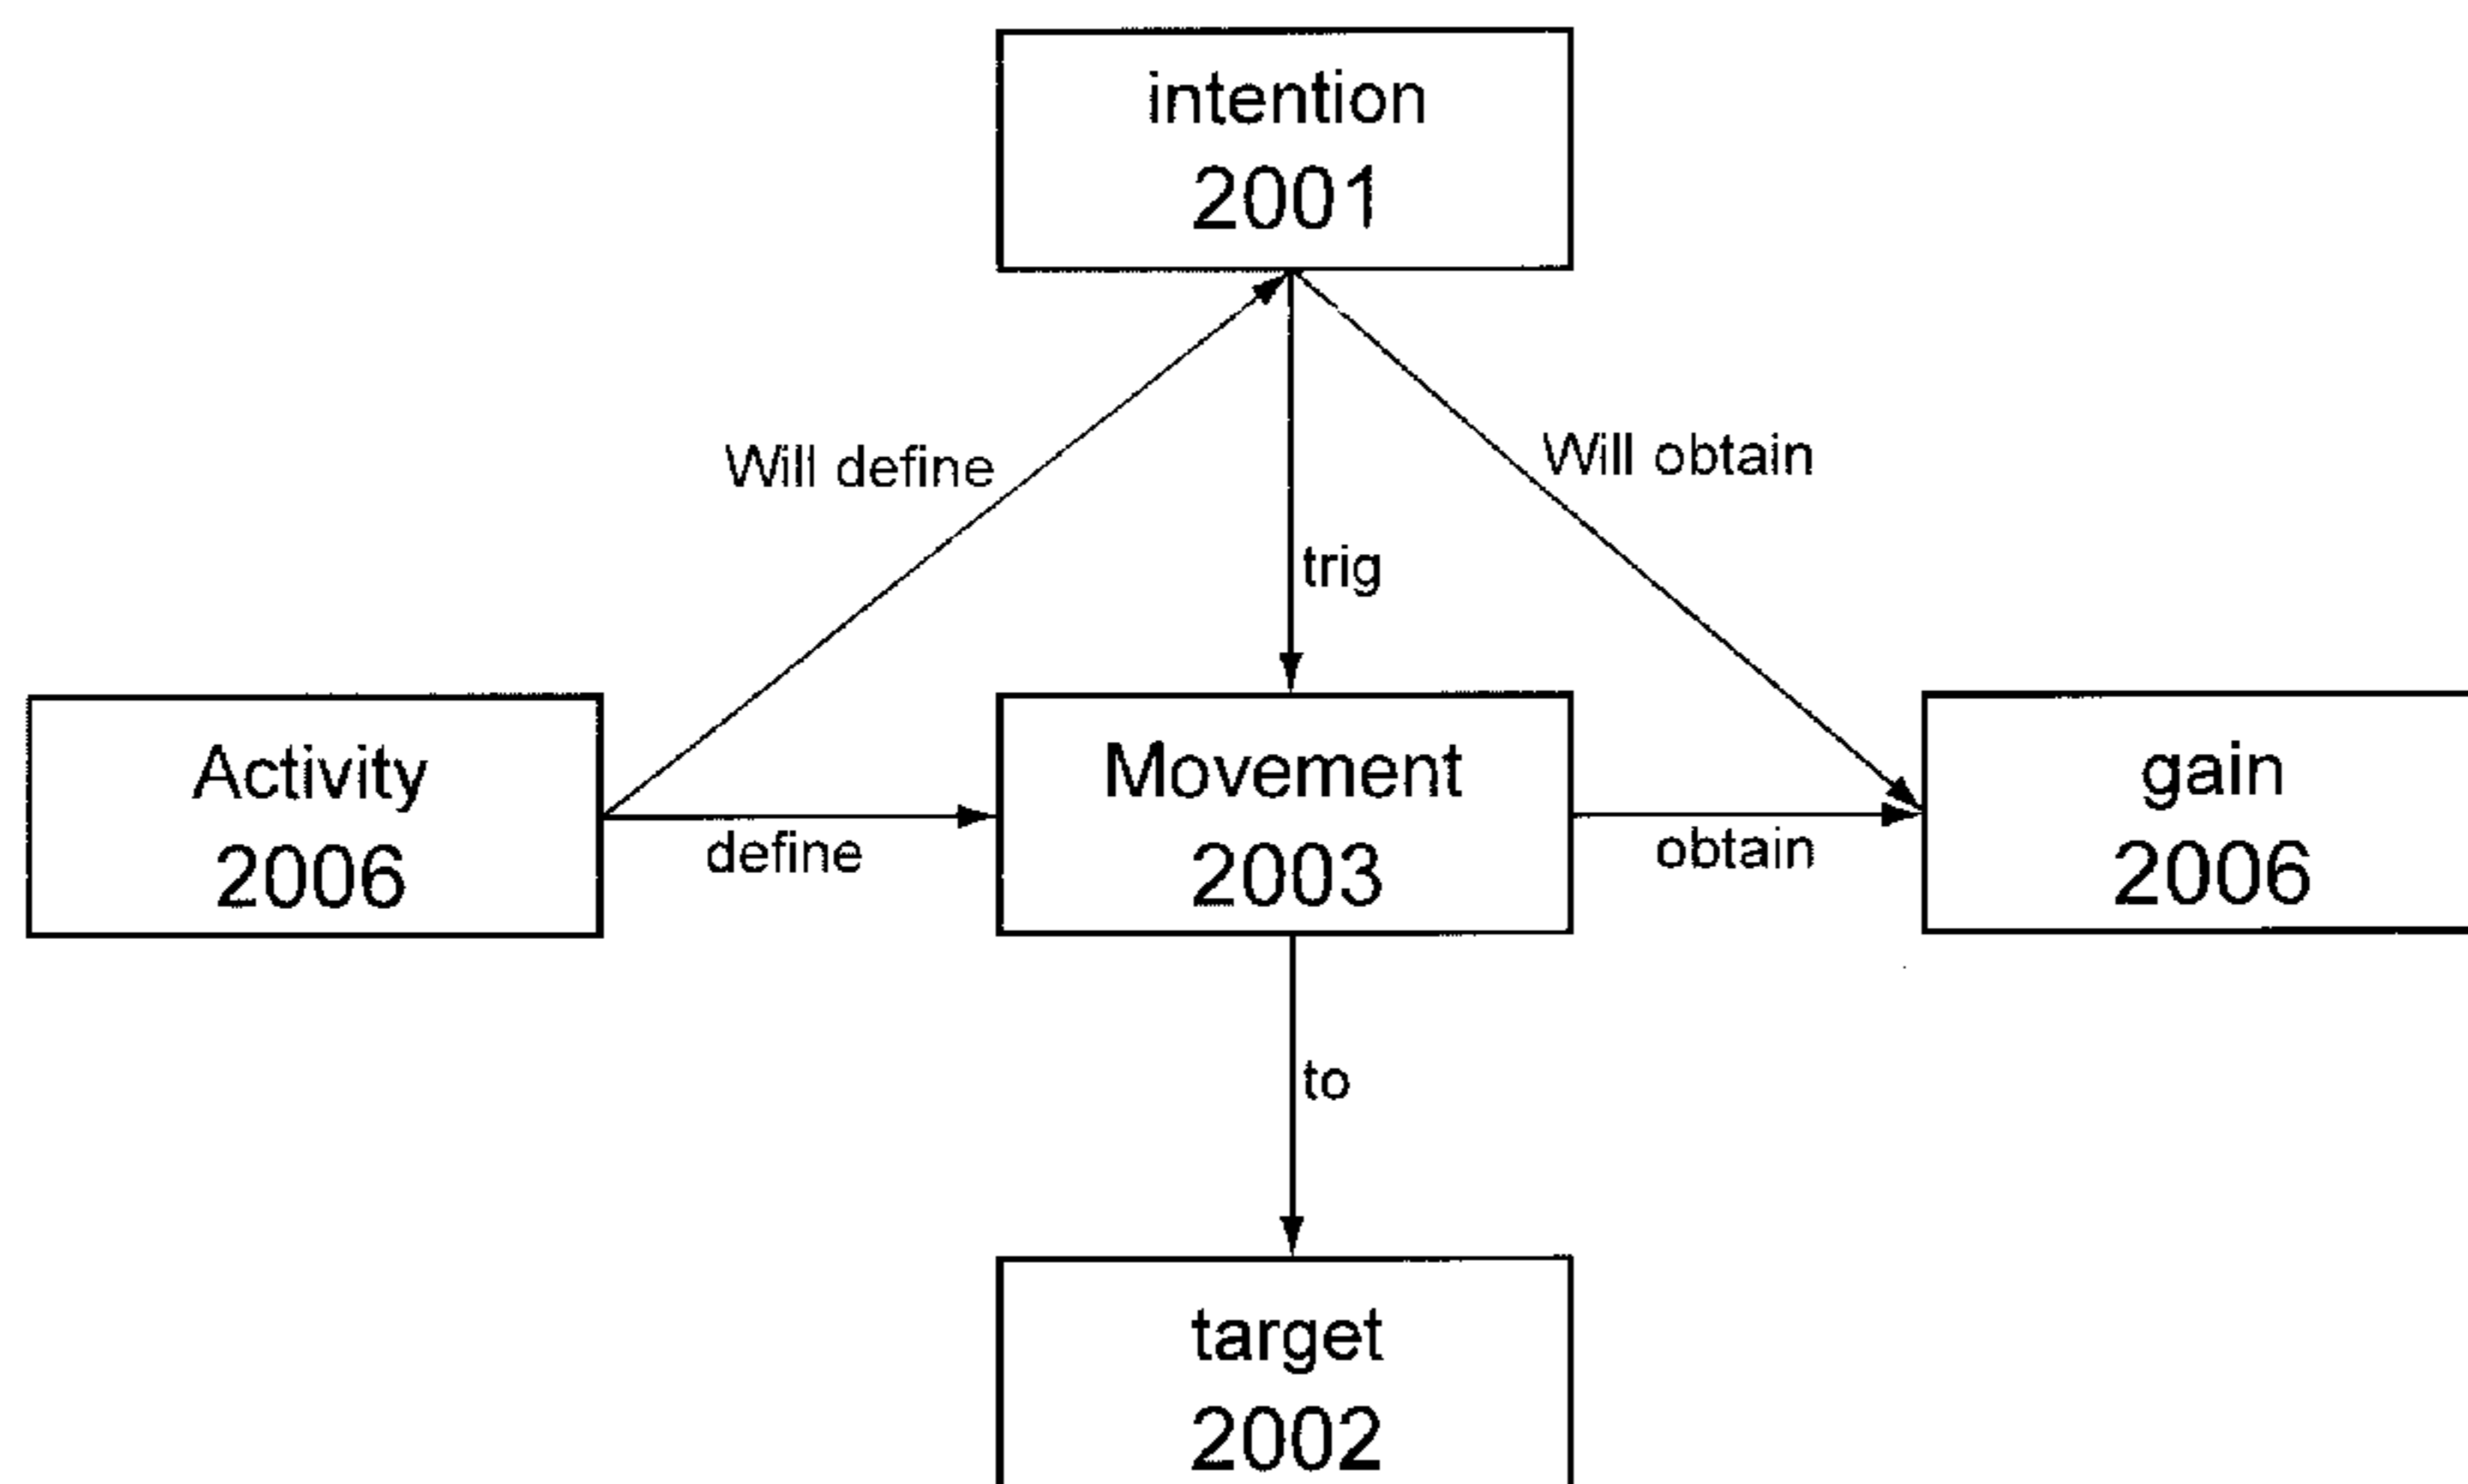 intention
2001
Will define
Will obtain
trig
Activity
2006
Movement
2003
gain
2006
define
obtain
to
target
2002